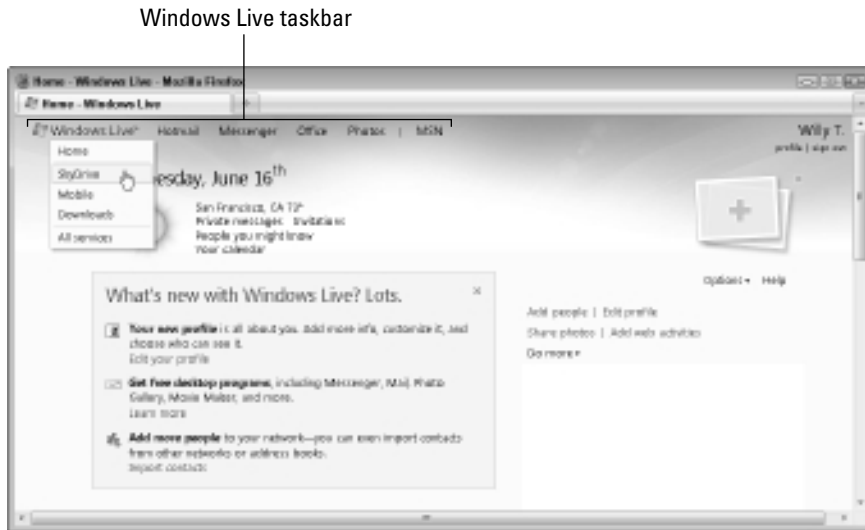 Windows Live taskbar
Home - Windows Live - Mozilla Firefox
Home - Windows Live
Windows Live Hotmail Messenger Office Photos | MSN
Willy T.
profile | sign out
Home
SkyDrive
Mobile
Downloads
All services
esday, June 16th
San Francisco, CA 72°
Private messages Invitations
People you might know
Your calendar
Options Help
What's new with Windows Live? Lots.
Your new profile is all about you. Add more info, customize it, and
choose who can see it.
Edit your profile
Get free desktop programs, including Messenger, Mail, Photo
Gallery, Movie Maker, and more.
Learn more
Add more people to your network—you can even import contacts
from other networks or address books.
Import contacts
Add people | Edit profile
Share photos | Add web activities
Do more